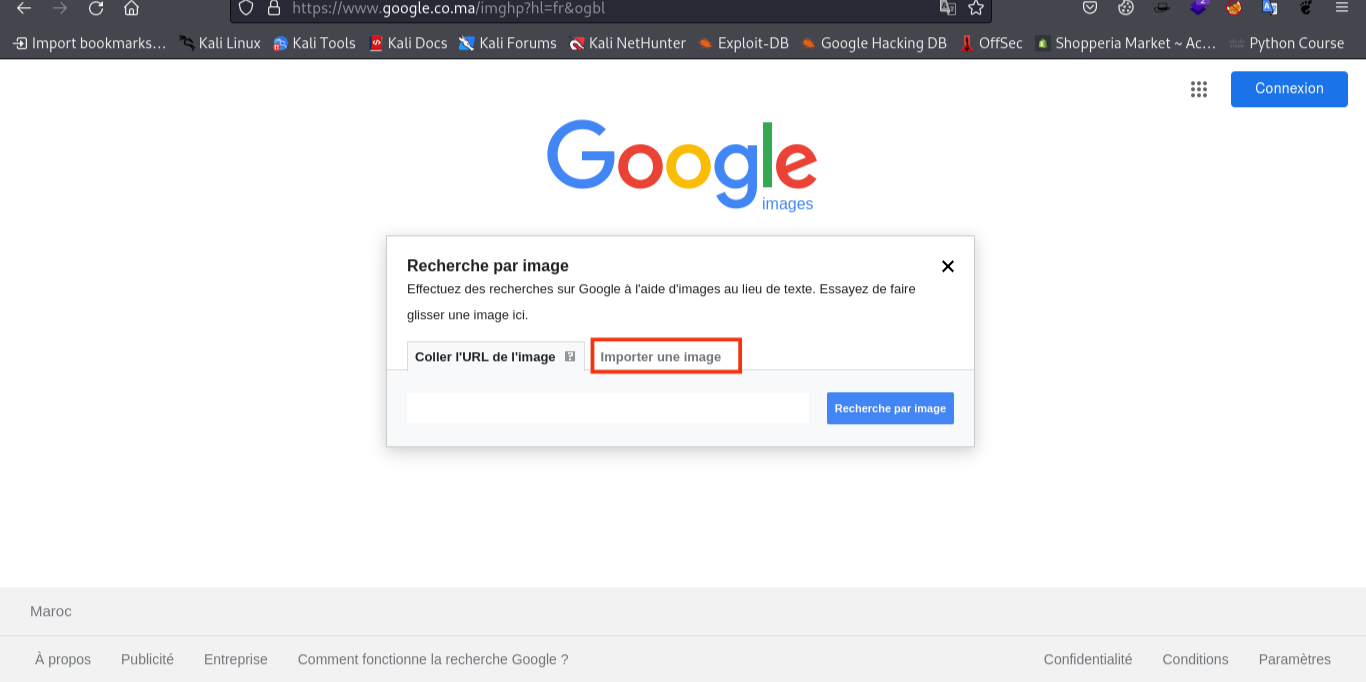 https://www.google.co.ma/imghp?hl=fr&ogbl
Import bookmarks... Kali Linux Kali Tools Kali Docs Kali Forums Kali NetHunter Exploit-DB Google Hacking DB OffSec Shopperia Market ~ Ac... Python Course
Connexion
Google
images
Recherche par image
Effectuez des recherches sur Google à l'aide d'images au lieu de texte. Essayez de faire
glisser une image ici.
Coller l'URL de l'image ? Importer une image
Recherche par image
Maroc
À propos Publicité Entreprise Comment fonctionne la recherche Google ? Confidentialité Conditions Paramètres